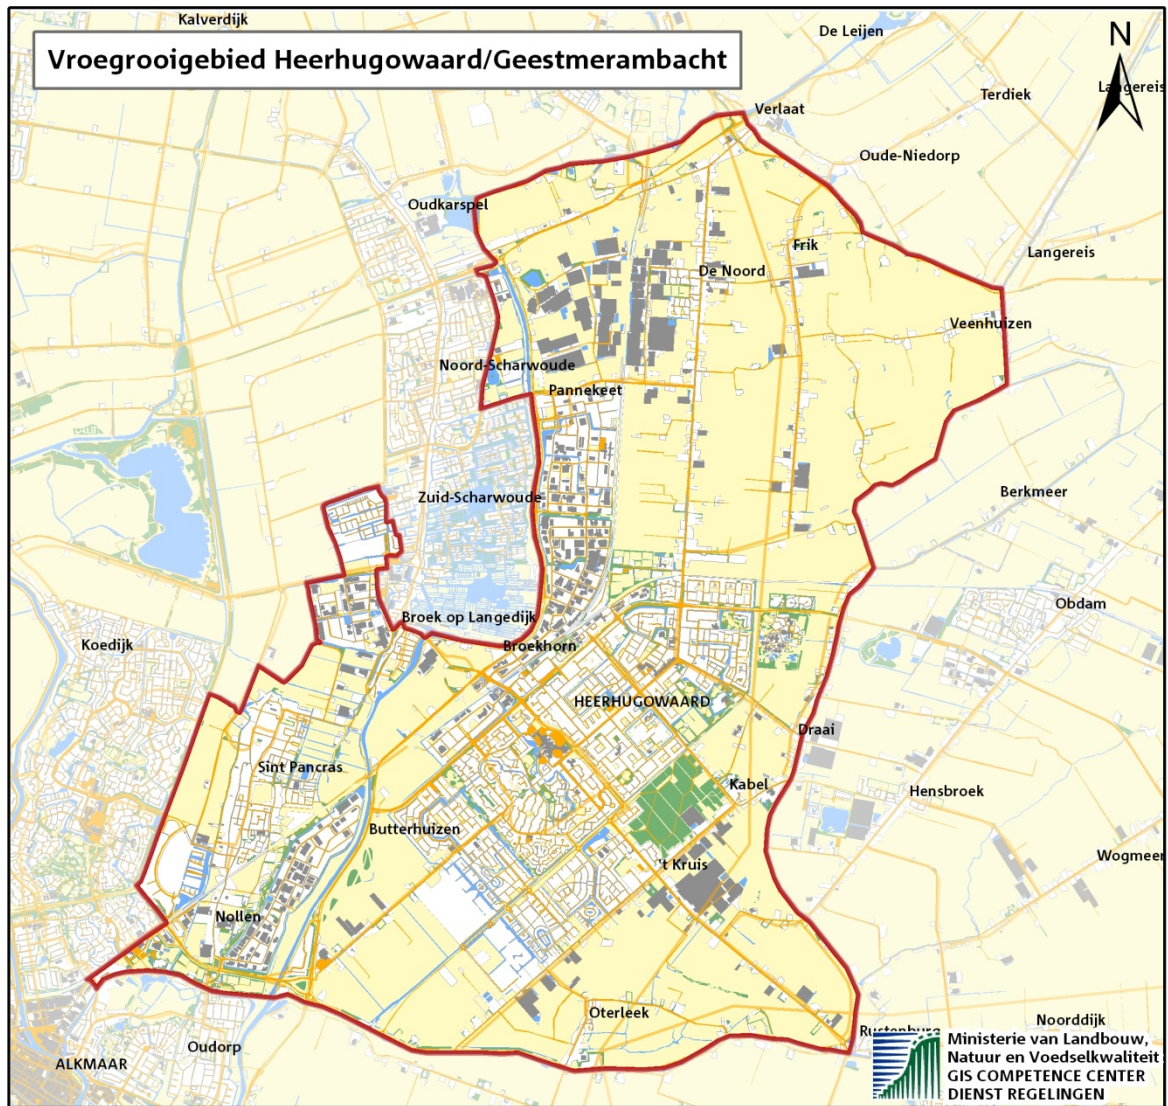 Kalverdijk
De Leijen
N
Vroegrooigebied Heerhugowaard/Geestmerambacht
Langereis
Terdiek
Verlaat
Oude-Niedorp
Oudkarspel
Frik
Langereis
De Noord
Veenhuizen
Noord-Scharwoude
Pannekeet
Zuid-Scharwoude
Berkmeer
Obdam
Broek op Langedijk
Koedijk
Broekhorn
HEERHUGOWAARD
Draai
Sint Pancras
Kabel
Hensbroek
Butterhuizen
't Kruis
Wogmeer
Nollen
Oterleek
Rustenburg
Noorddijk
Oudorp
ALKMAAR
Ministerie van Landbouw,
Natuur en Voedselkwaliteit
GIS COMPETENCE CENTER
DIENST REGELINGEN